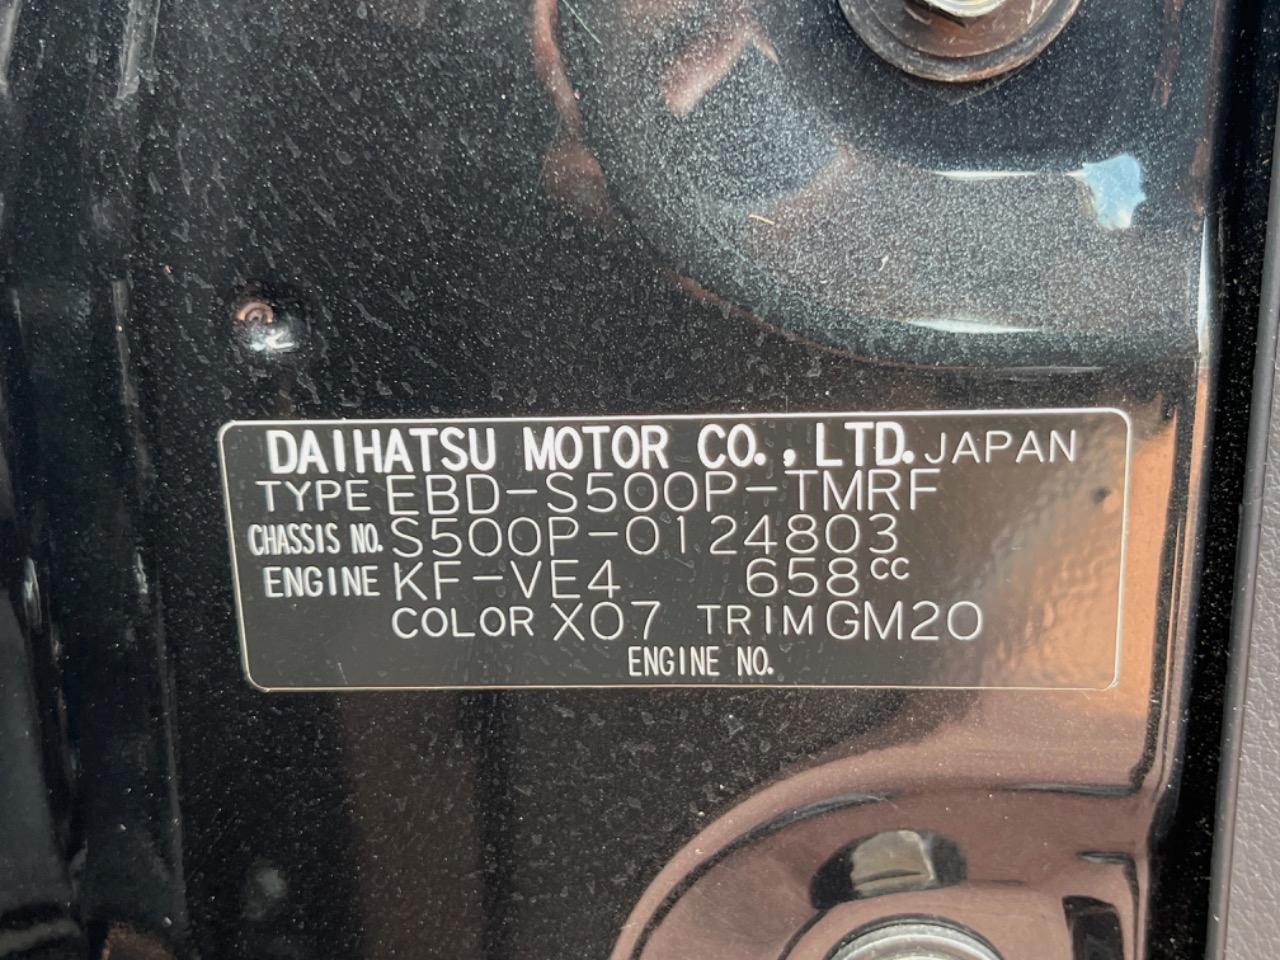 DAIHATSU MOTOR CO.,LTD. JAPAN
TYPE EBD-S500P-TMRF
CHASSIS NO. S500P-0124803
ENGINE KF-VE4 658cc
COLOR X07 TRIM GM20
ENGINE NO.